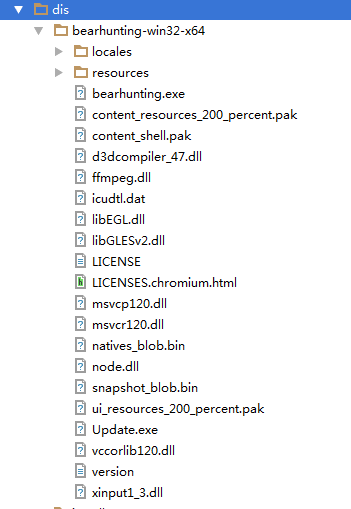 dis
bearhunting-win32-x64
locales
resources
bearhunting.exe
content_resources_200_percent.pak
content_shell.pak
d3dcompiler_47.dll
ffmpeg.dll
icudtl.dat
libEGL.dll
libGLESv2.dll
LICENSE
LICENSES.chromium.html
msvcp120.dll
msvcr120.dll
natives_blob.bin
node.dll
snapshot_blob.bin
ui_resources_200_percent.pak
Update.exe
vccorlib120.dll
version
xinput1_3.dll